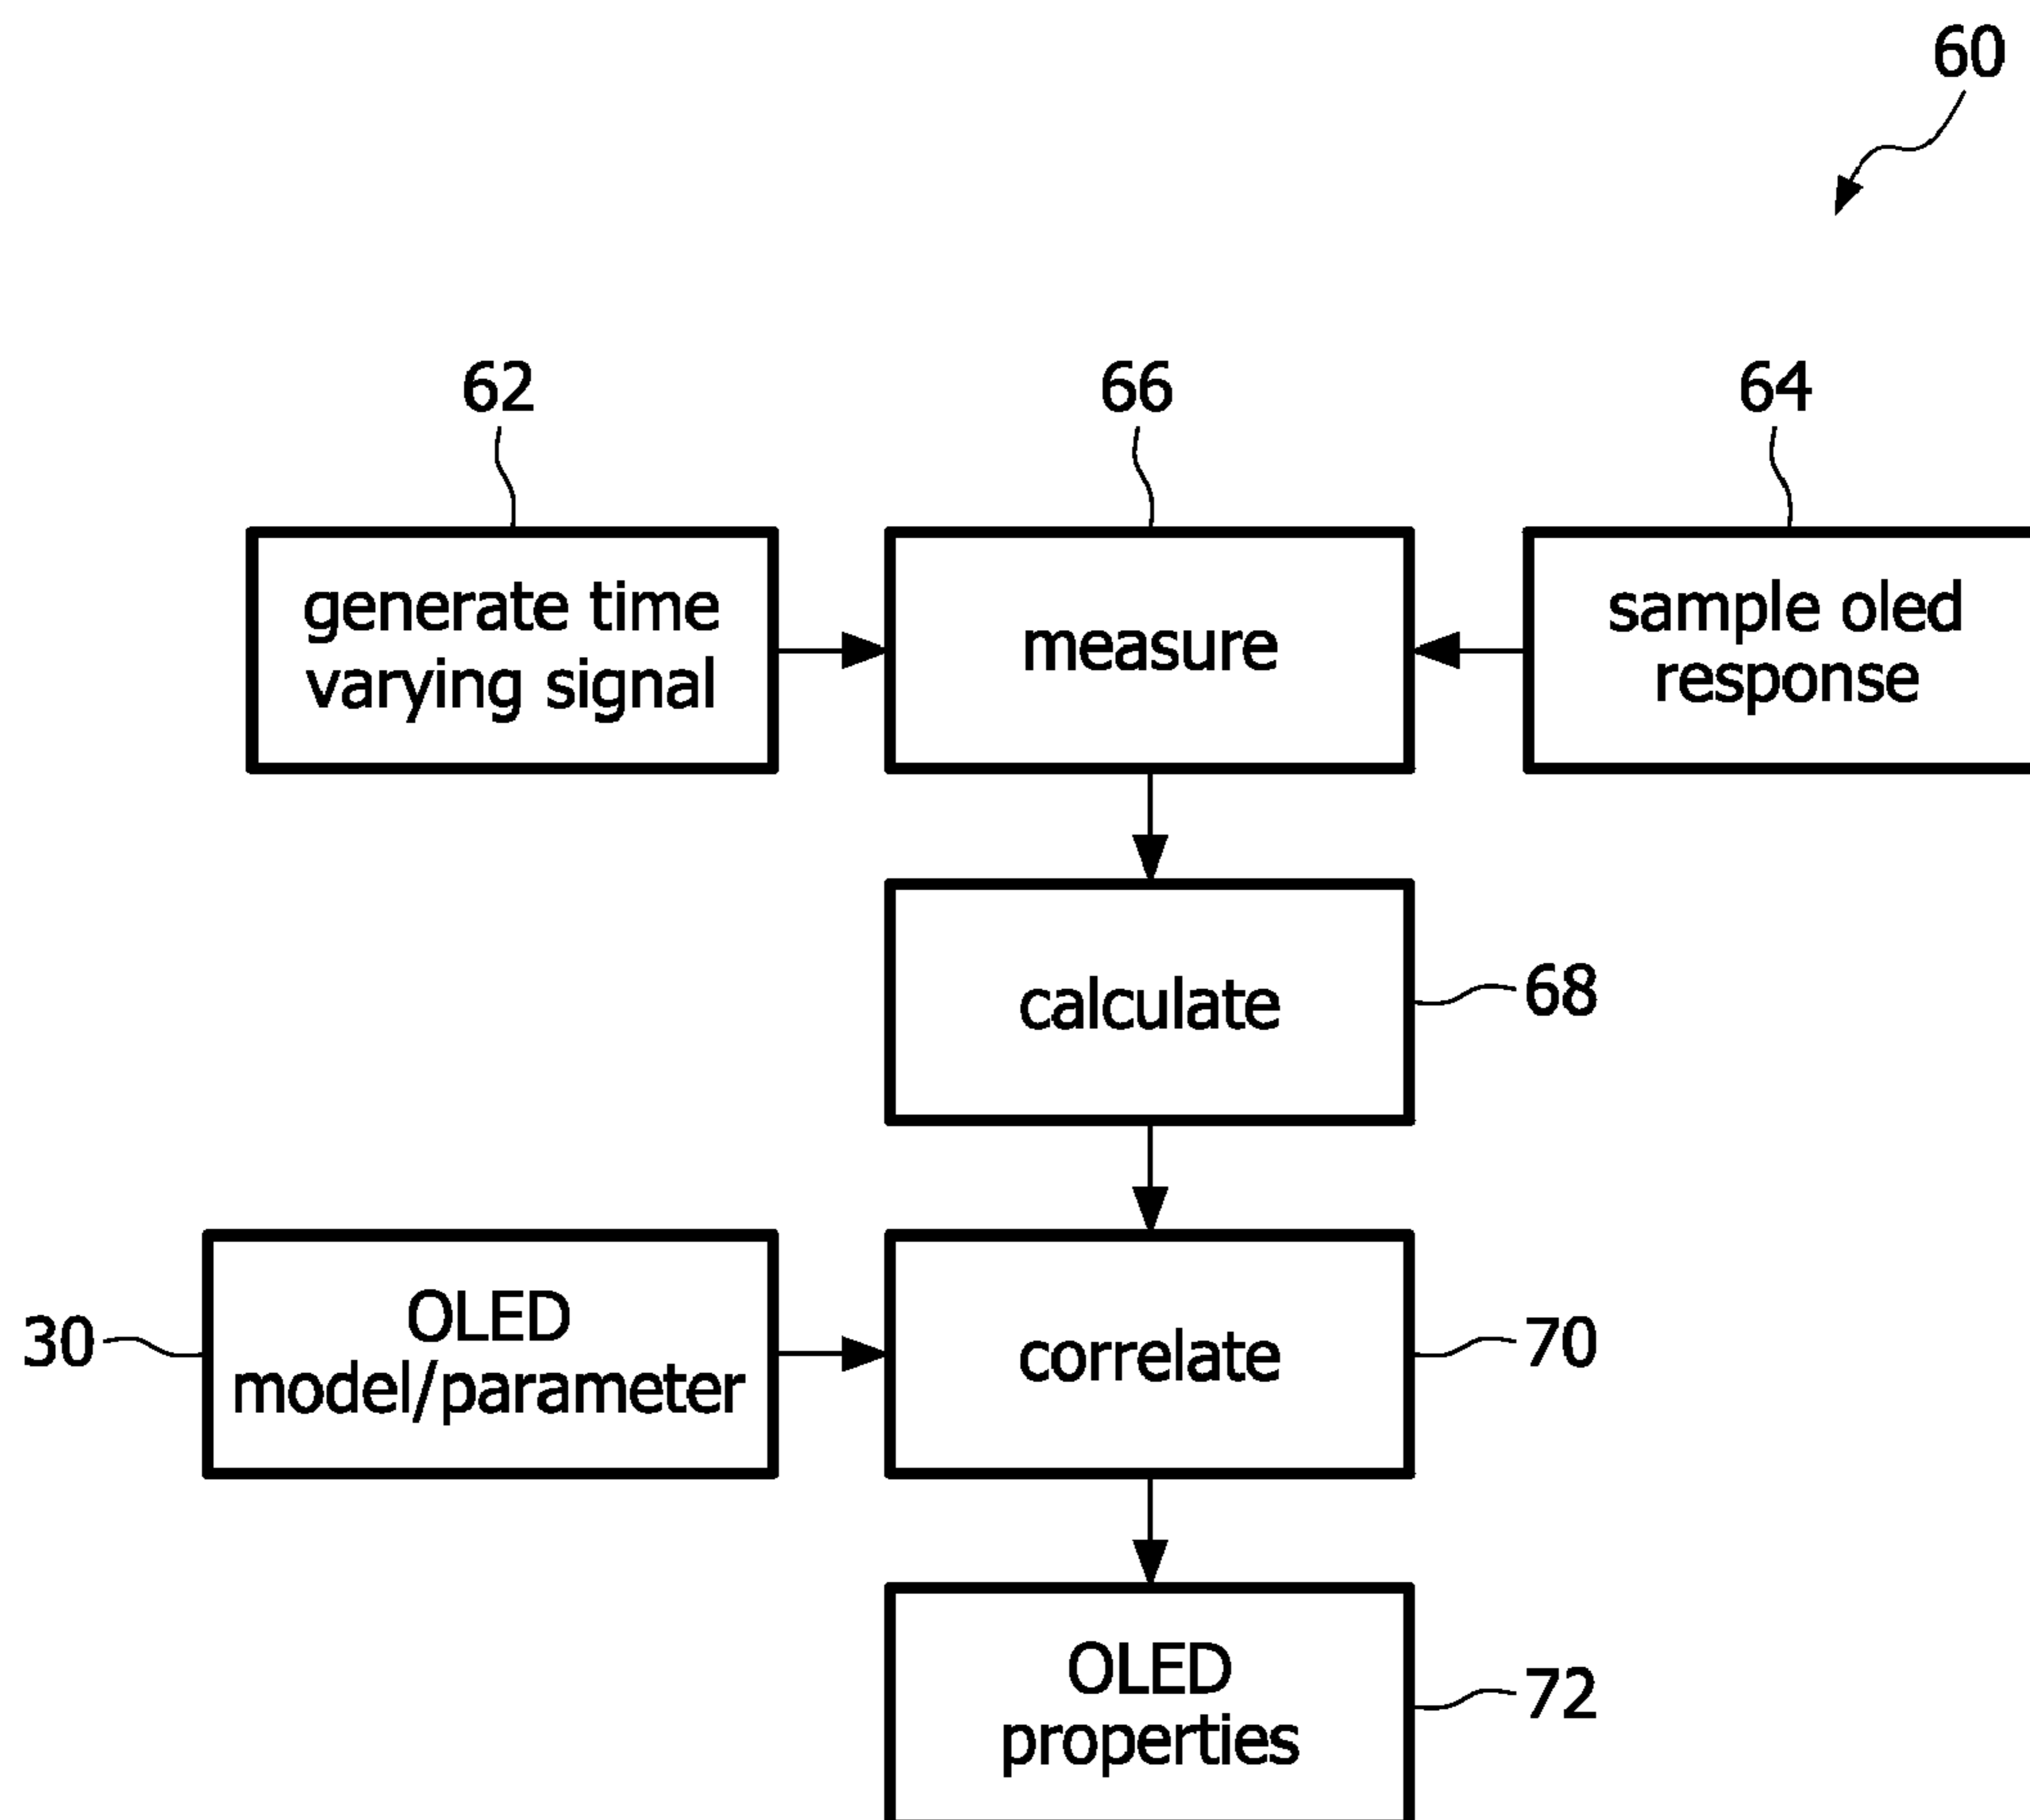 60
62
66
64
generate time
varying signal
measure
sample oled
response
calculate
68
30
OLED
model/parameter
correlate
70
OLED
properties
72